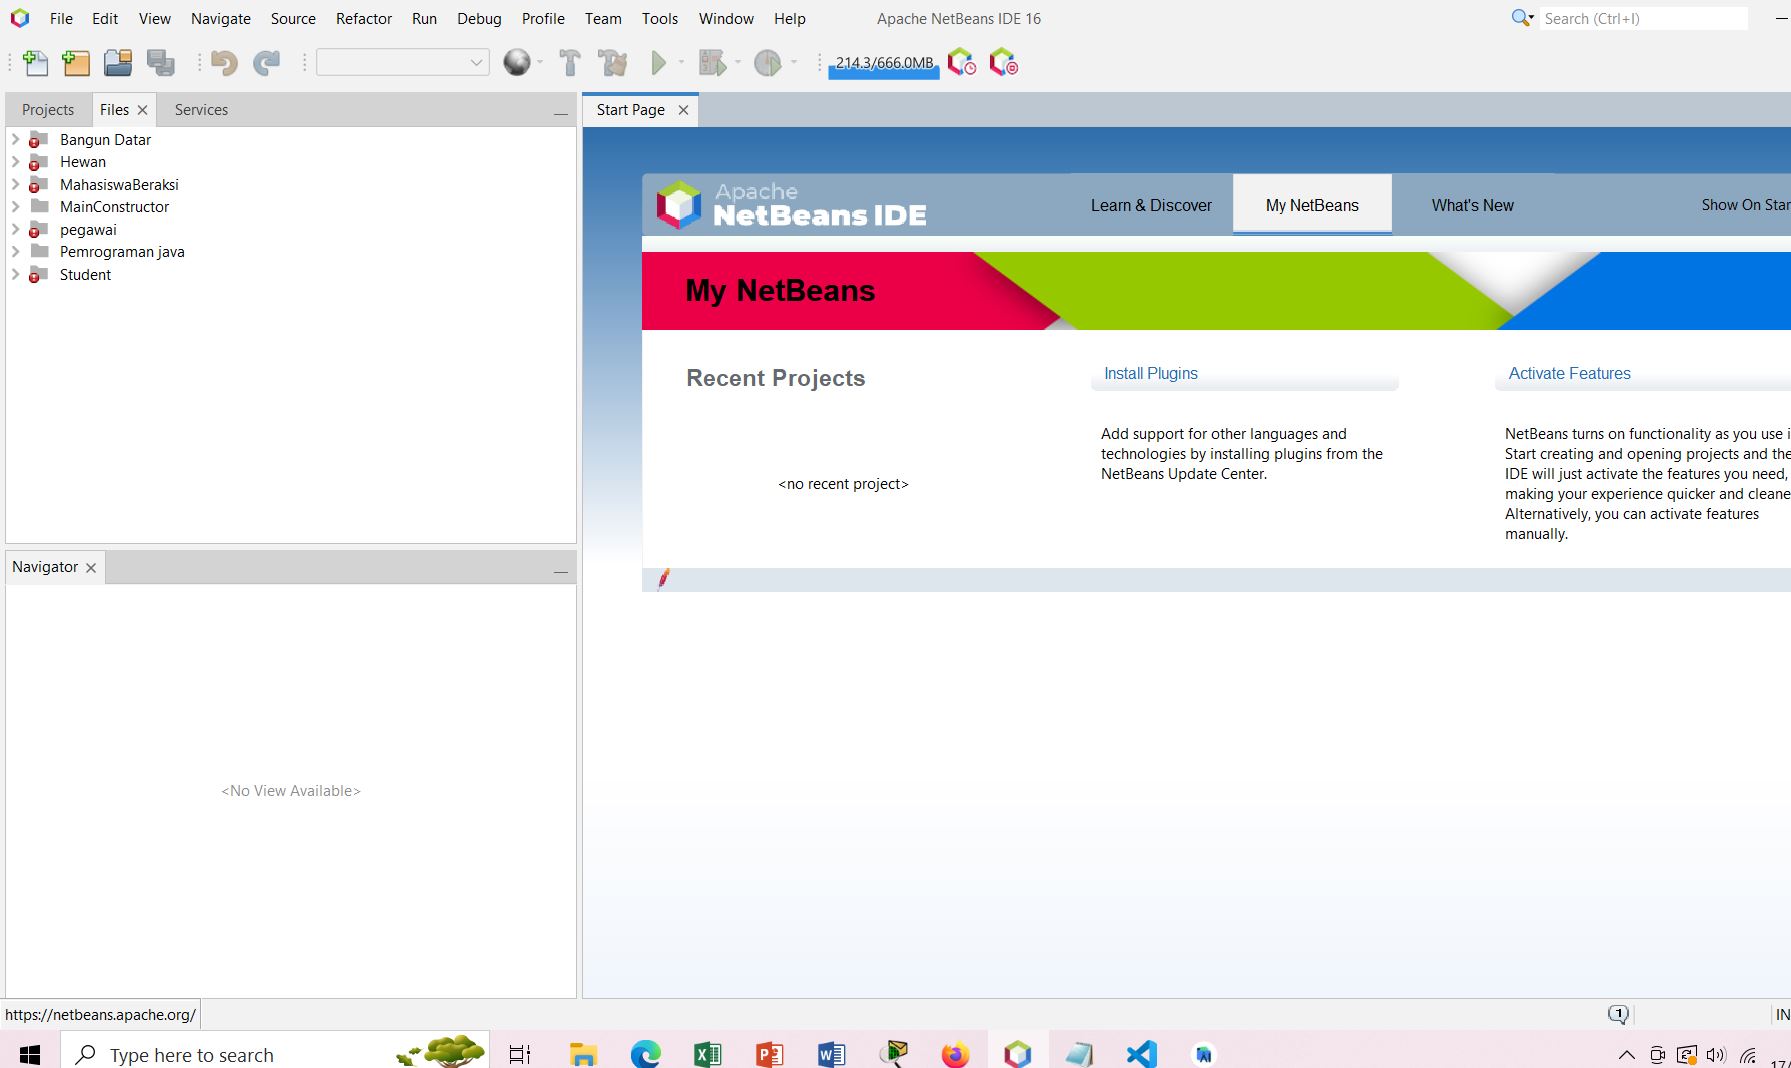 File Edit View Navigate Source Refactor Run Debug Profile Team Tools Window Help Apache NetBeans IDE 16 Search (Ctrl+I)
214.3/666.0MB
Projects Files Services Start Page
Bangun Datar
Hewan
MahasiswaBeraksi
MainConstructor
pegawai
Pemrograman java
Student
Apache
NetBeans IDE
Learn & Discover My NetBeans What's New Show On Star
My NetBeans
Recent Projects
<no recent project>
Install Plugins
Add support for other languages and
technologies by installing plugins from the
NetBeans Update Center.
Activate Features
NetBeans turns on functionality as you use i
Start creating and opening projects and the
IDE will just activate the features you need,
making your experience quicker and cleane
Alternatively, you can activate features
manually.
Navigator
<No View Available>
https://netbeans.apache.org/
1
IN
Type here to search
17/